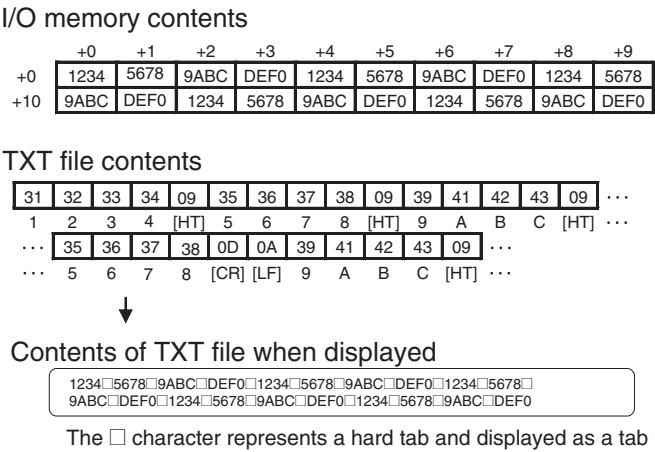 I/O memory contents
+0 +1 +2 +3 +4 +5 +6 +7 +8 +9
+0 1234 5678 9ABC DEF0 1234 5678 9ABC DEF0 1234 5678
+10 9ABC DEF0 1234 5678 9ABC DEF0 1234 5678 9ABC DEF0
TXT file contents
31 32 33 34 09 35 36 37 38 09 39 41 42 43 09 ···
1 2 3 4 [HT] 5 6 7 8 [HT] 9 A B C [HT] ···
··· 35 36 37 38 0D 0A 39 41 42 43 09 ···
··· 5 6 7 8 [CR] [LF] 9 A B C [HT] ···
Contents of TXT file when displayed
1234□5678□9ABC□DEF0□1234□5678□9ABC□DEF0□1234□5678□
9ABC□DEF0□1234□5678□9ABC□DEF0□1234□5678□9ABC□DEF0
The □ character represents a hard tab and displayed as a tab